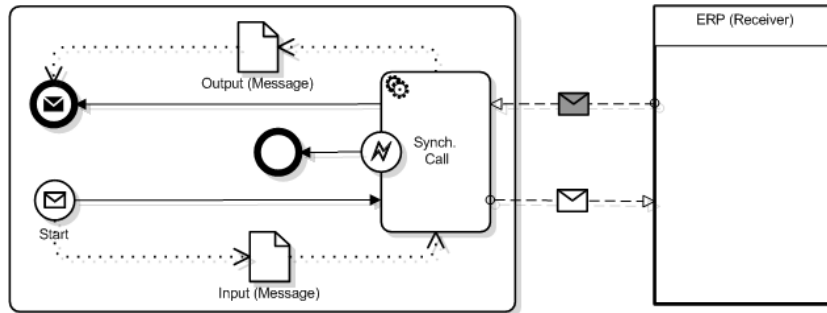 ERP (Receiver)
Output (Message)
Synch.
Call
Start
Input (Message)